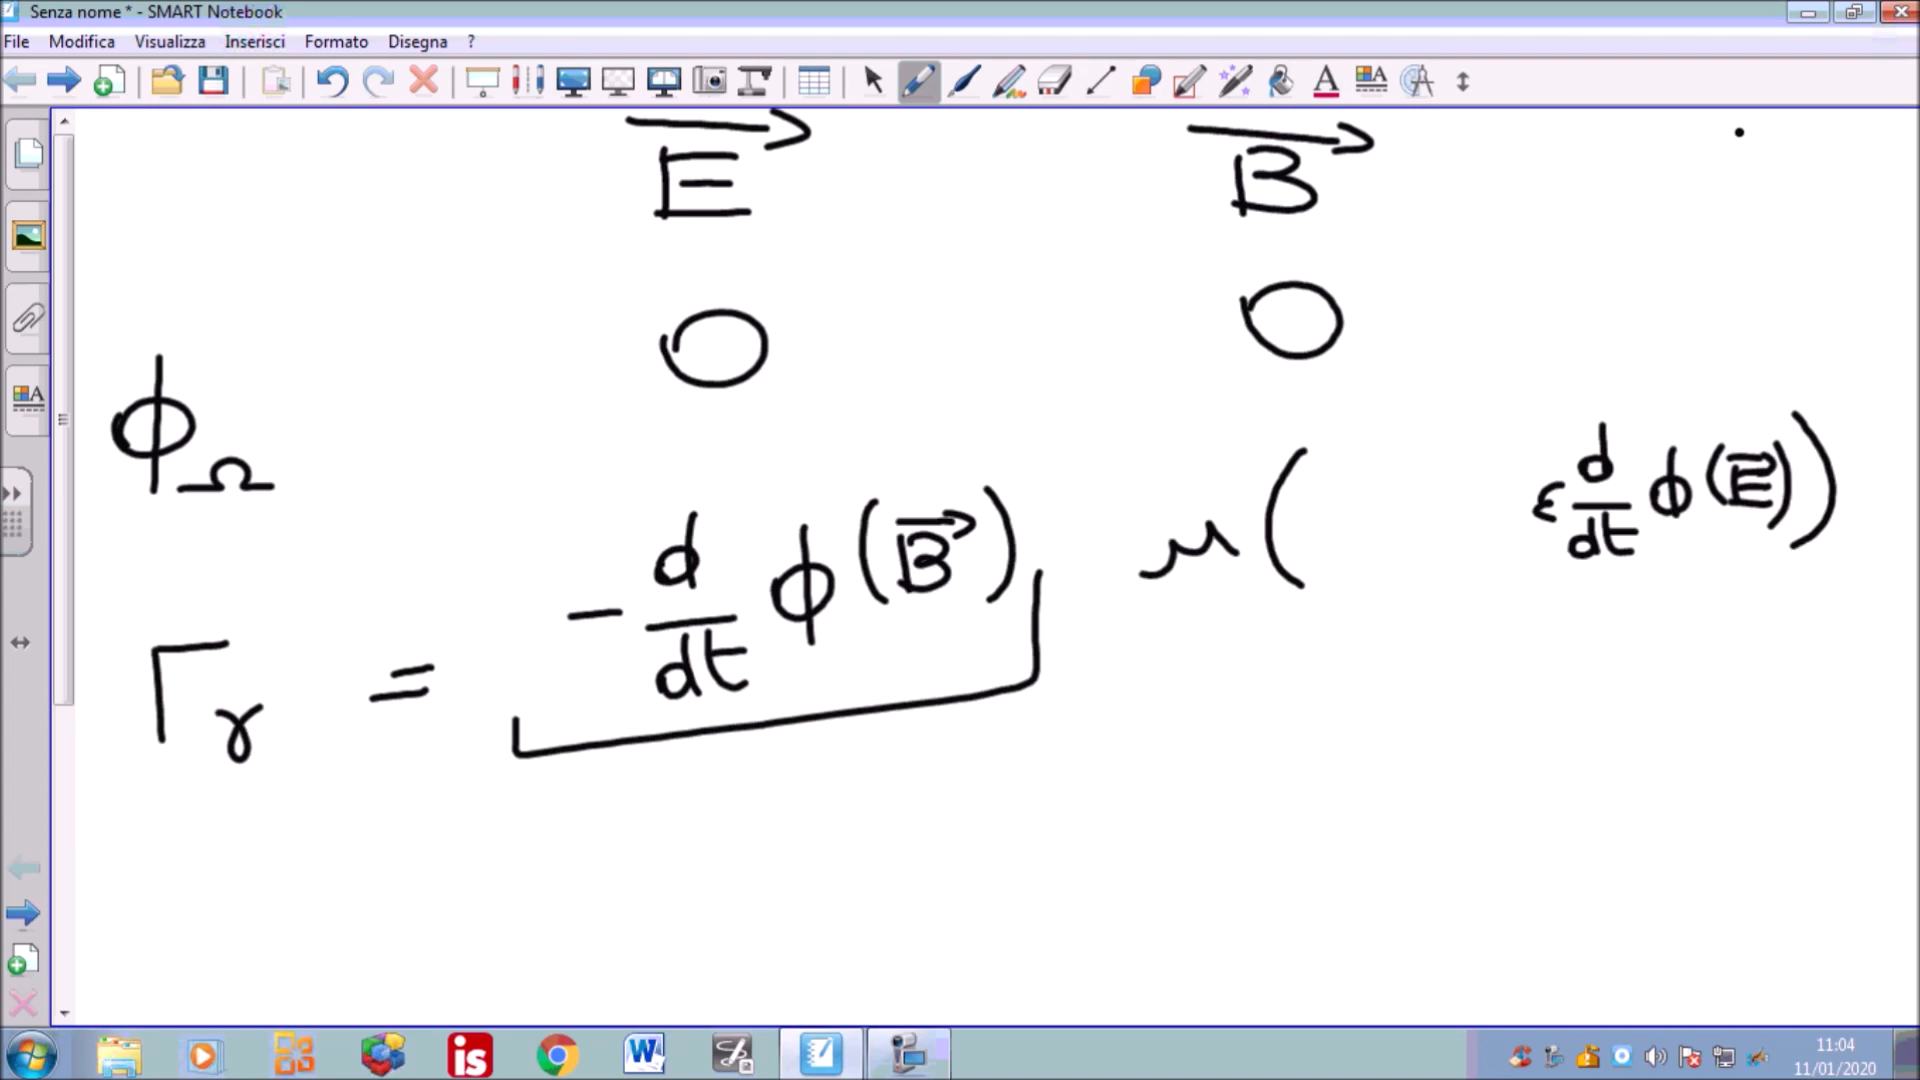 Senza nome * - SMART Notebook
File Modifica Visualizza Inserisci Formato Disegna ?
E⃗ B⃗
O O
ϕ_Ω
Γ_γ = - d/dt ϕ(B⃗) μ( ε d/dt ϕ(E⃗))
11:04
11/01/2020